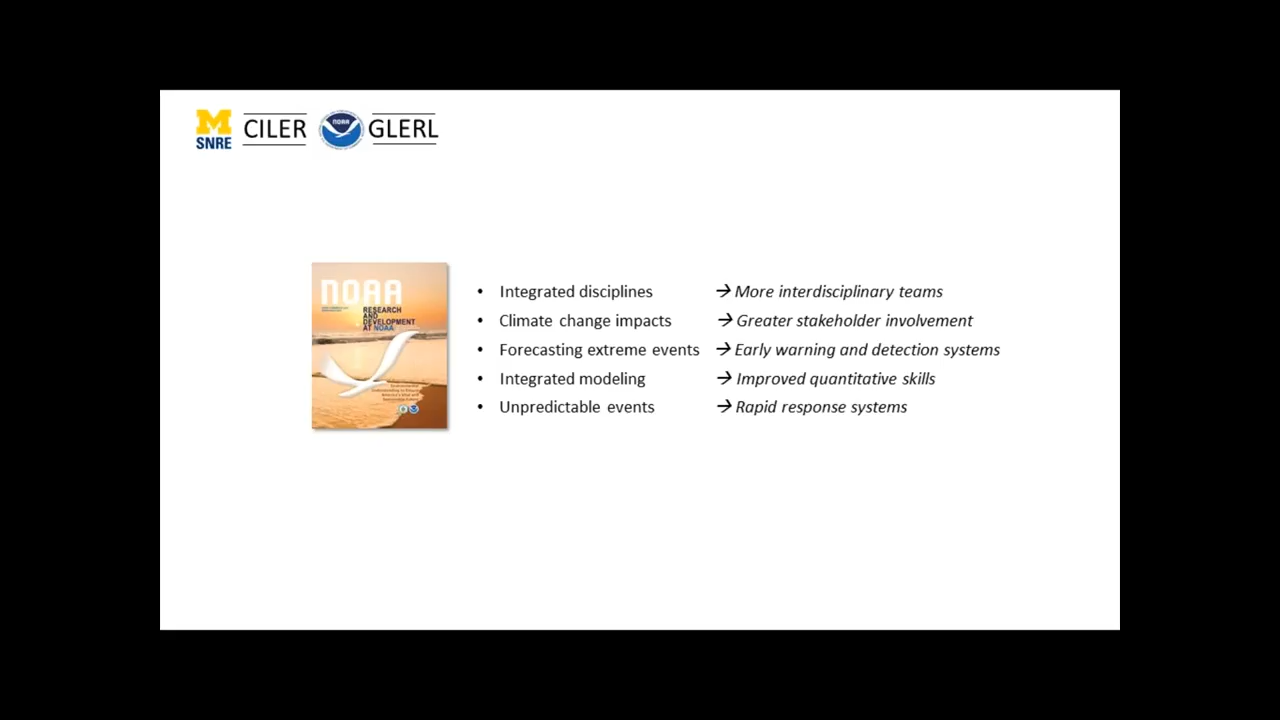 M
SNRE
CILER
NOAA
GLERL
NOAA
RESEARCH
AND
DEVELOPMENT
AT NOAA
• Integrated disciplines → More interdisciplinary teams
• Climate change impacts → Greater stakeholder involvement
• Forecasting extreme events → Early warning and detection systems
• Integrated modeling → Improved quantitative skills
• Unpredictable events → Rapid response systems